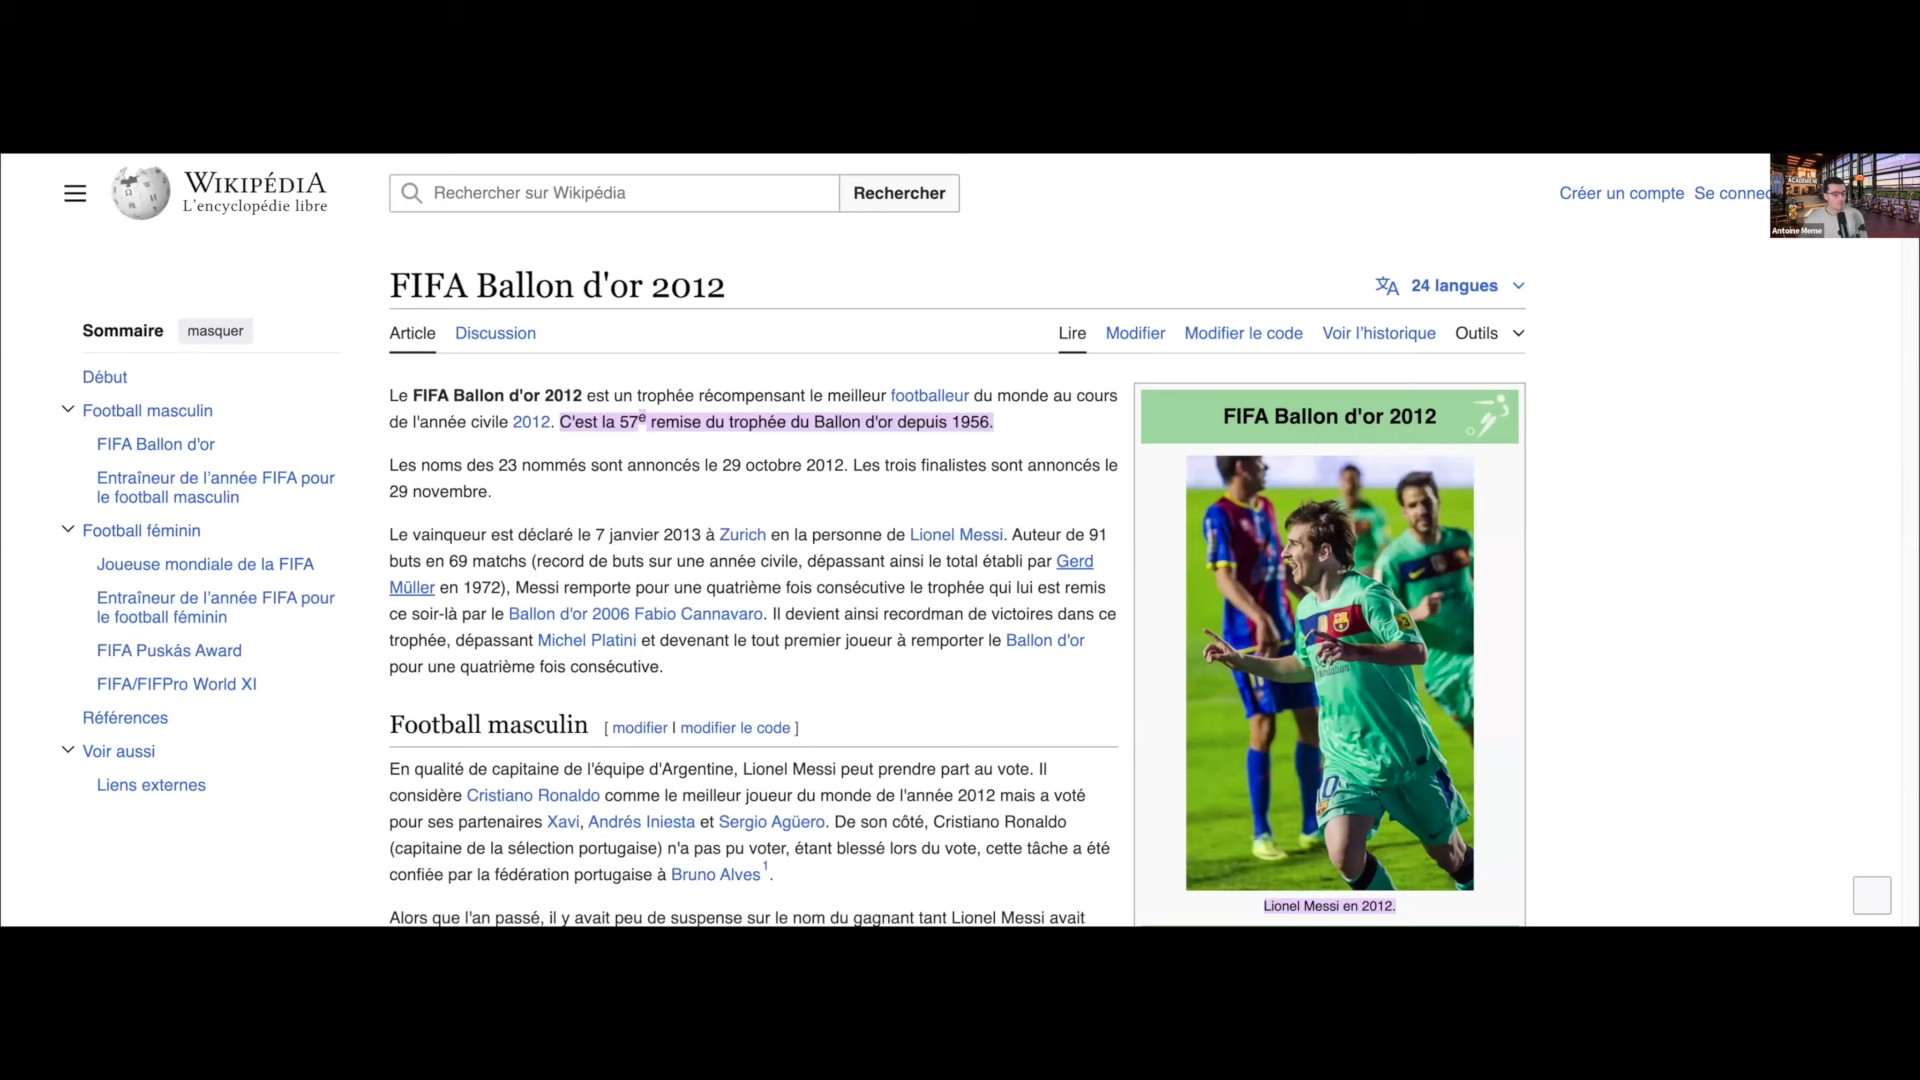 WIKIPÉDIA
L'encyclopédie libre
Rechercher sur Wikipédia
Rechercher
Créer un compte Se connec
ACADEMIE
Antoine Meme
FIFA Ballon d'or 2012
24 langues
Sommaire masquer
Article Discussion
Lire Modifier Modifier le code Voir l'historique Outils
Début
Football masculin
FIFA Ballon d'or
Entraîneur de l'année FIFA pour
le football masculin
Football féminin
Joueuse mondiale de la FIFA
Entraîneur de l'année FIFA pour
le football féminin
FIFA Puskás Award
FIFA/FIFPro World XI
Références
Voir aussi
Liens externes
Le FIFA Ballon d'or 2012 est un trophée récompensant le meilleur footballeur du monde au cours
de l'année civile 2012. C'est la 57e remise du trophée du Ballon d'or depuis 1956.
Les noms des 23 nommés sont annoncés le 29 octobre 2012. Les trois finalistes sont annoncés le
29 novembre.
Le vainqueur est déclaré le 7 janvier 2013 à Zurich en la personne de Lionel Messi. Auteur de 91
buts en 69 matchs (record de buts sur une année civile, dépassant ainsi le total établi par Gerd
Müller en 1972), Messi remporte pour une quatrième fois consécutive le trophée qui lui est remis
ce soir-là par le Ballon d'or 2006 Fabio Cannavaro. Il devient ainsi recordman de victoires dans ce
trophée, dépassant Michel Platini et devenant le tout premier joueur à remporter le Ballon d'or
pour une quatrième fois consécutive.
Football masculin [ modifier | modifier le code ]
En qualité de capitaine de l'équipe d'Argentine, Lionel Messi peut prendre part au vote. Il
considère Cristiano Ronaldo comme le meilleur joueur du monde de l'année 2012 mais a voté
pour ses partenaires Xavi, Andrés Iniesta et Sergio Agüero. De son côté, Cristiano Ronaldo
(capitaine de la sélection portugaise) n'a pas pu voter, étant blessé lors du vote, cette tâche a été
confiée par la fédération portugaise à Bruno Alves1.
Alors que l'an passé, il y avait peu de suspense sur le nom du gagnant tant Lionel Messi avait
FIFA Ballon d'or 2012
Lionel Messi en 2012.